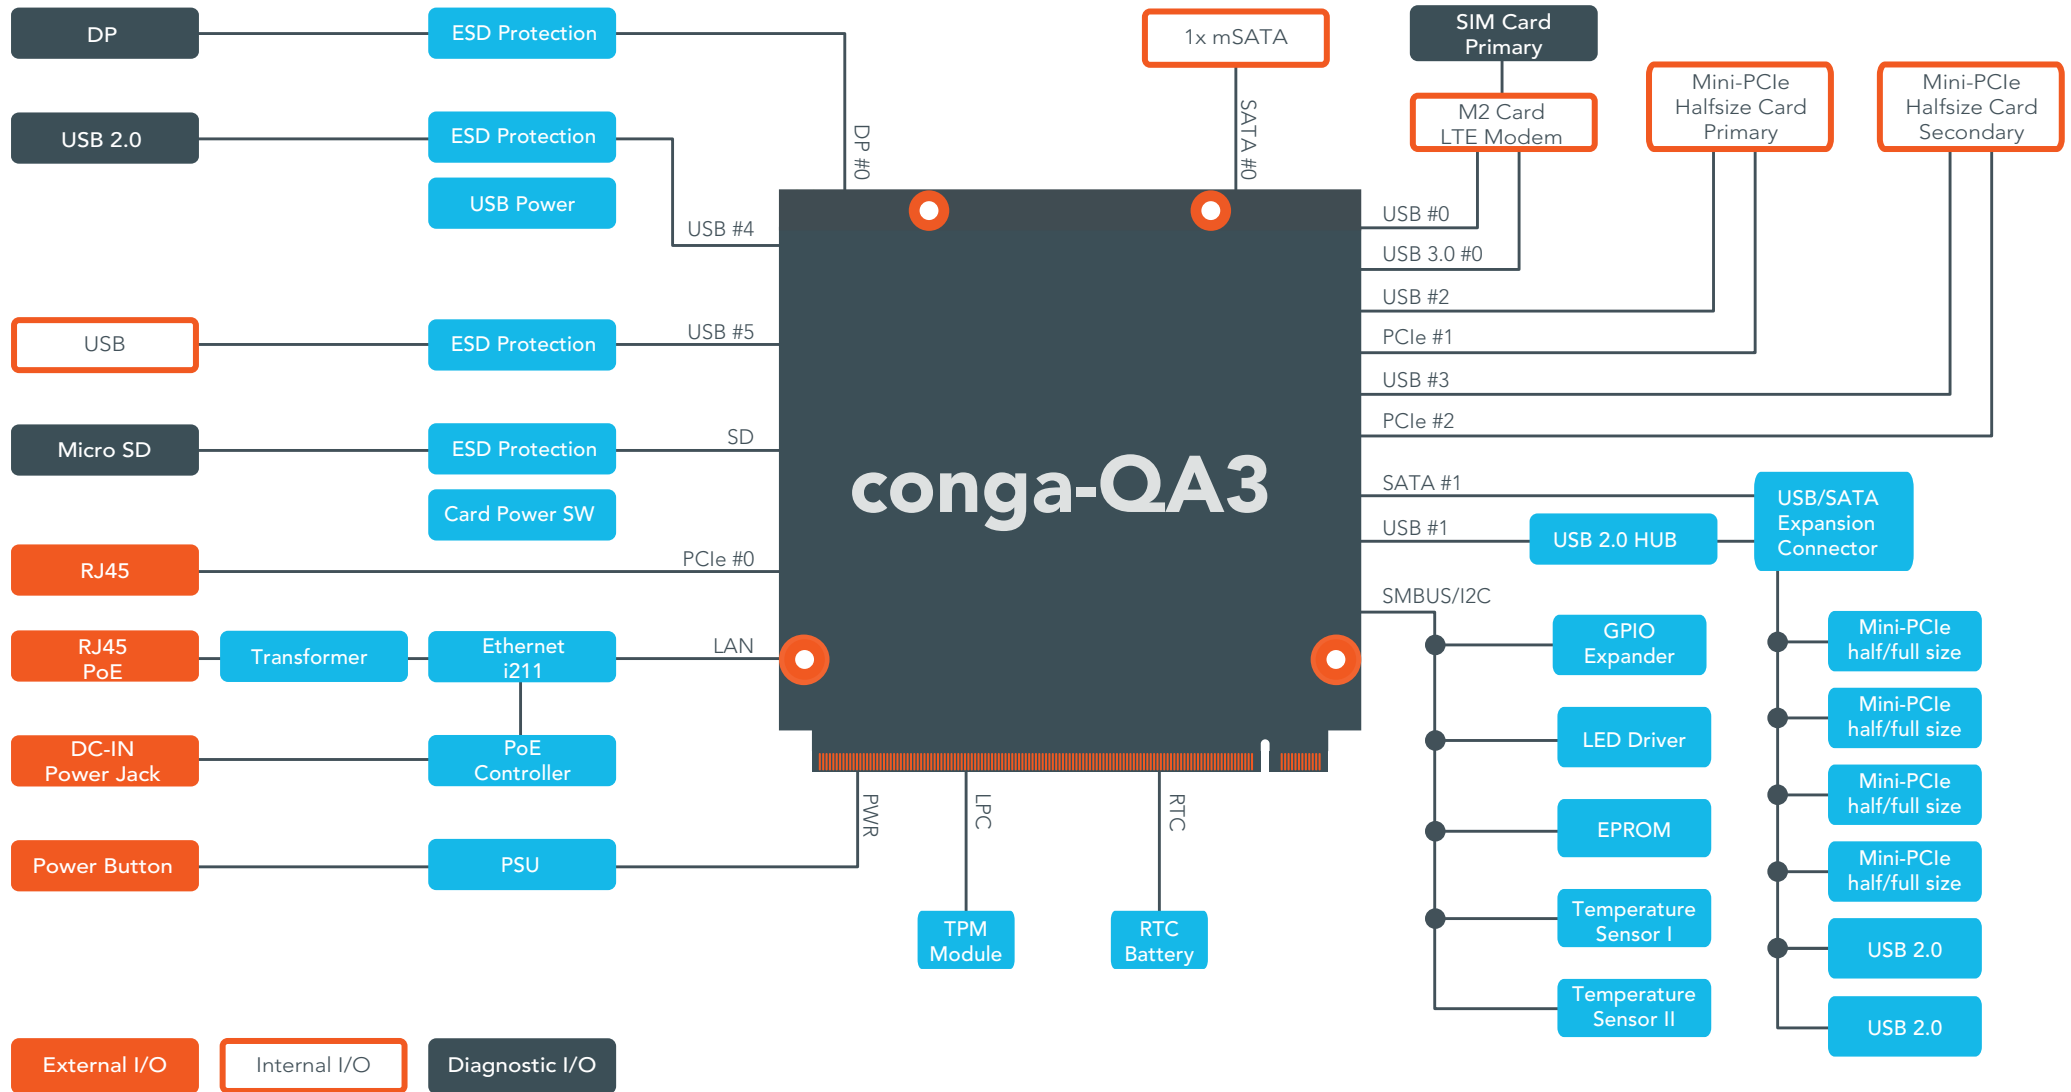 DP
ESD Protection
1x mSATA
SIM Card
Primary
Mini-PCIe
Halfsize Card
Primary
Mini-PCIe
Halfsize Card
Secondary
M2 Card
LTE Modem
USB 2.0
ESD Protection
DP #0
SATA #0
USB Power
USB #4
USB #0
USB 3.0 #0
USB #2
PCIe #1
USB #3
PCIe #2
USB
ESD Protection
USB #5
Micro SD
ESD Protection
SD
Card Power SW
conga-QA3
SATA #1
USB #1
USB 2.0 HUB
USB/SATA
Expansion
Connector
RJ45
PCIe #0
SMBUS/I2C
RJ45
PoE
Transformer
Ethernet
i211
LAN
GPIO
Expander
Mini-PCIe
half/full size
DC-IN
Power Jack
PoE
Controller
LED Driver
Mini-PCIe
half/full size
PWR
LPC
RTC
EPROM
Mini-PCIe
half/full size
Power Button
PSU
Mini-PCIe
half/full size
TPM
Module
RTC
Battery
Temperature
Sensor I
USB 2.0
Temperature
Sensor II
USB 2.0
External I/O
Internal I/O
Diagnostic I/O